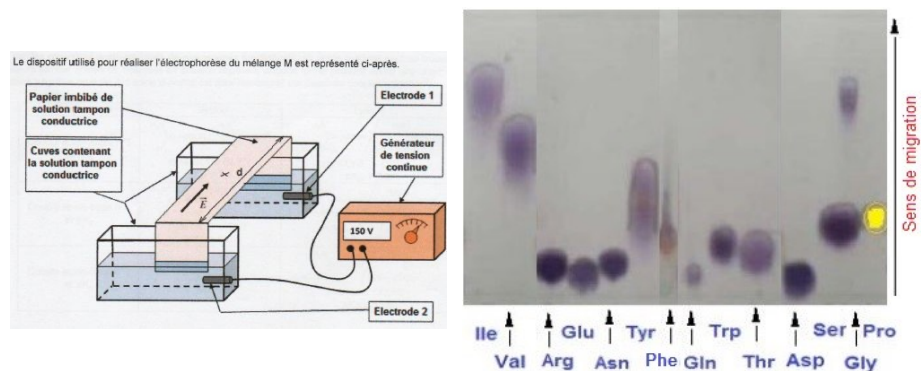 Le dispositif utilisé pour réaliser l'électrophorèse du mélange M est représenté ci-après.
Papier imbibé de
solution tampon
conductrice
Cuves contenant
la solution tampon
conductrice
Electrode 1
Générateur
de tension
continue
d
E
150 V
Electrode 2
Sens de migration
Ile
Val
Arg
Glu
Asn
Tyr
Phe
Gln
Trp
Thr
Asp
Ser
Gly
Pro